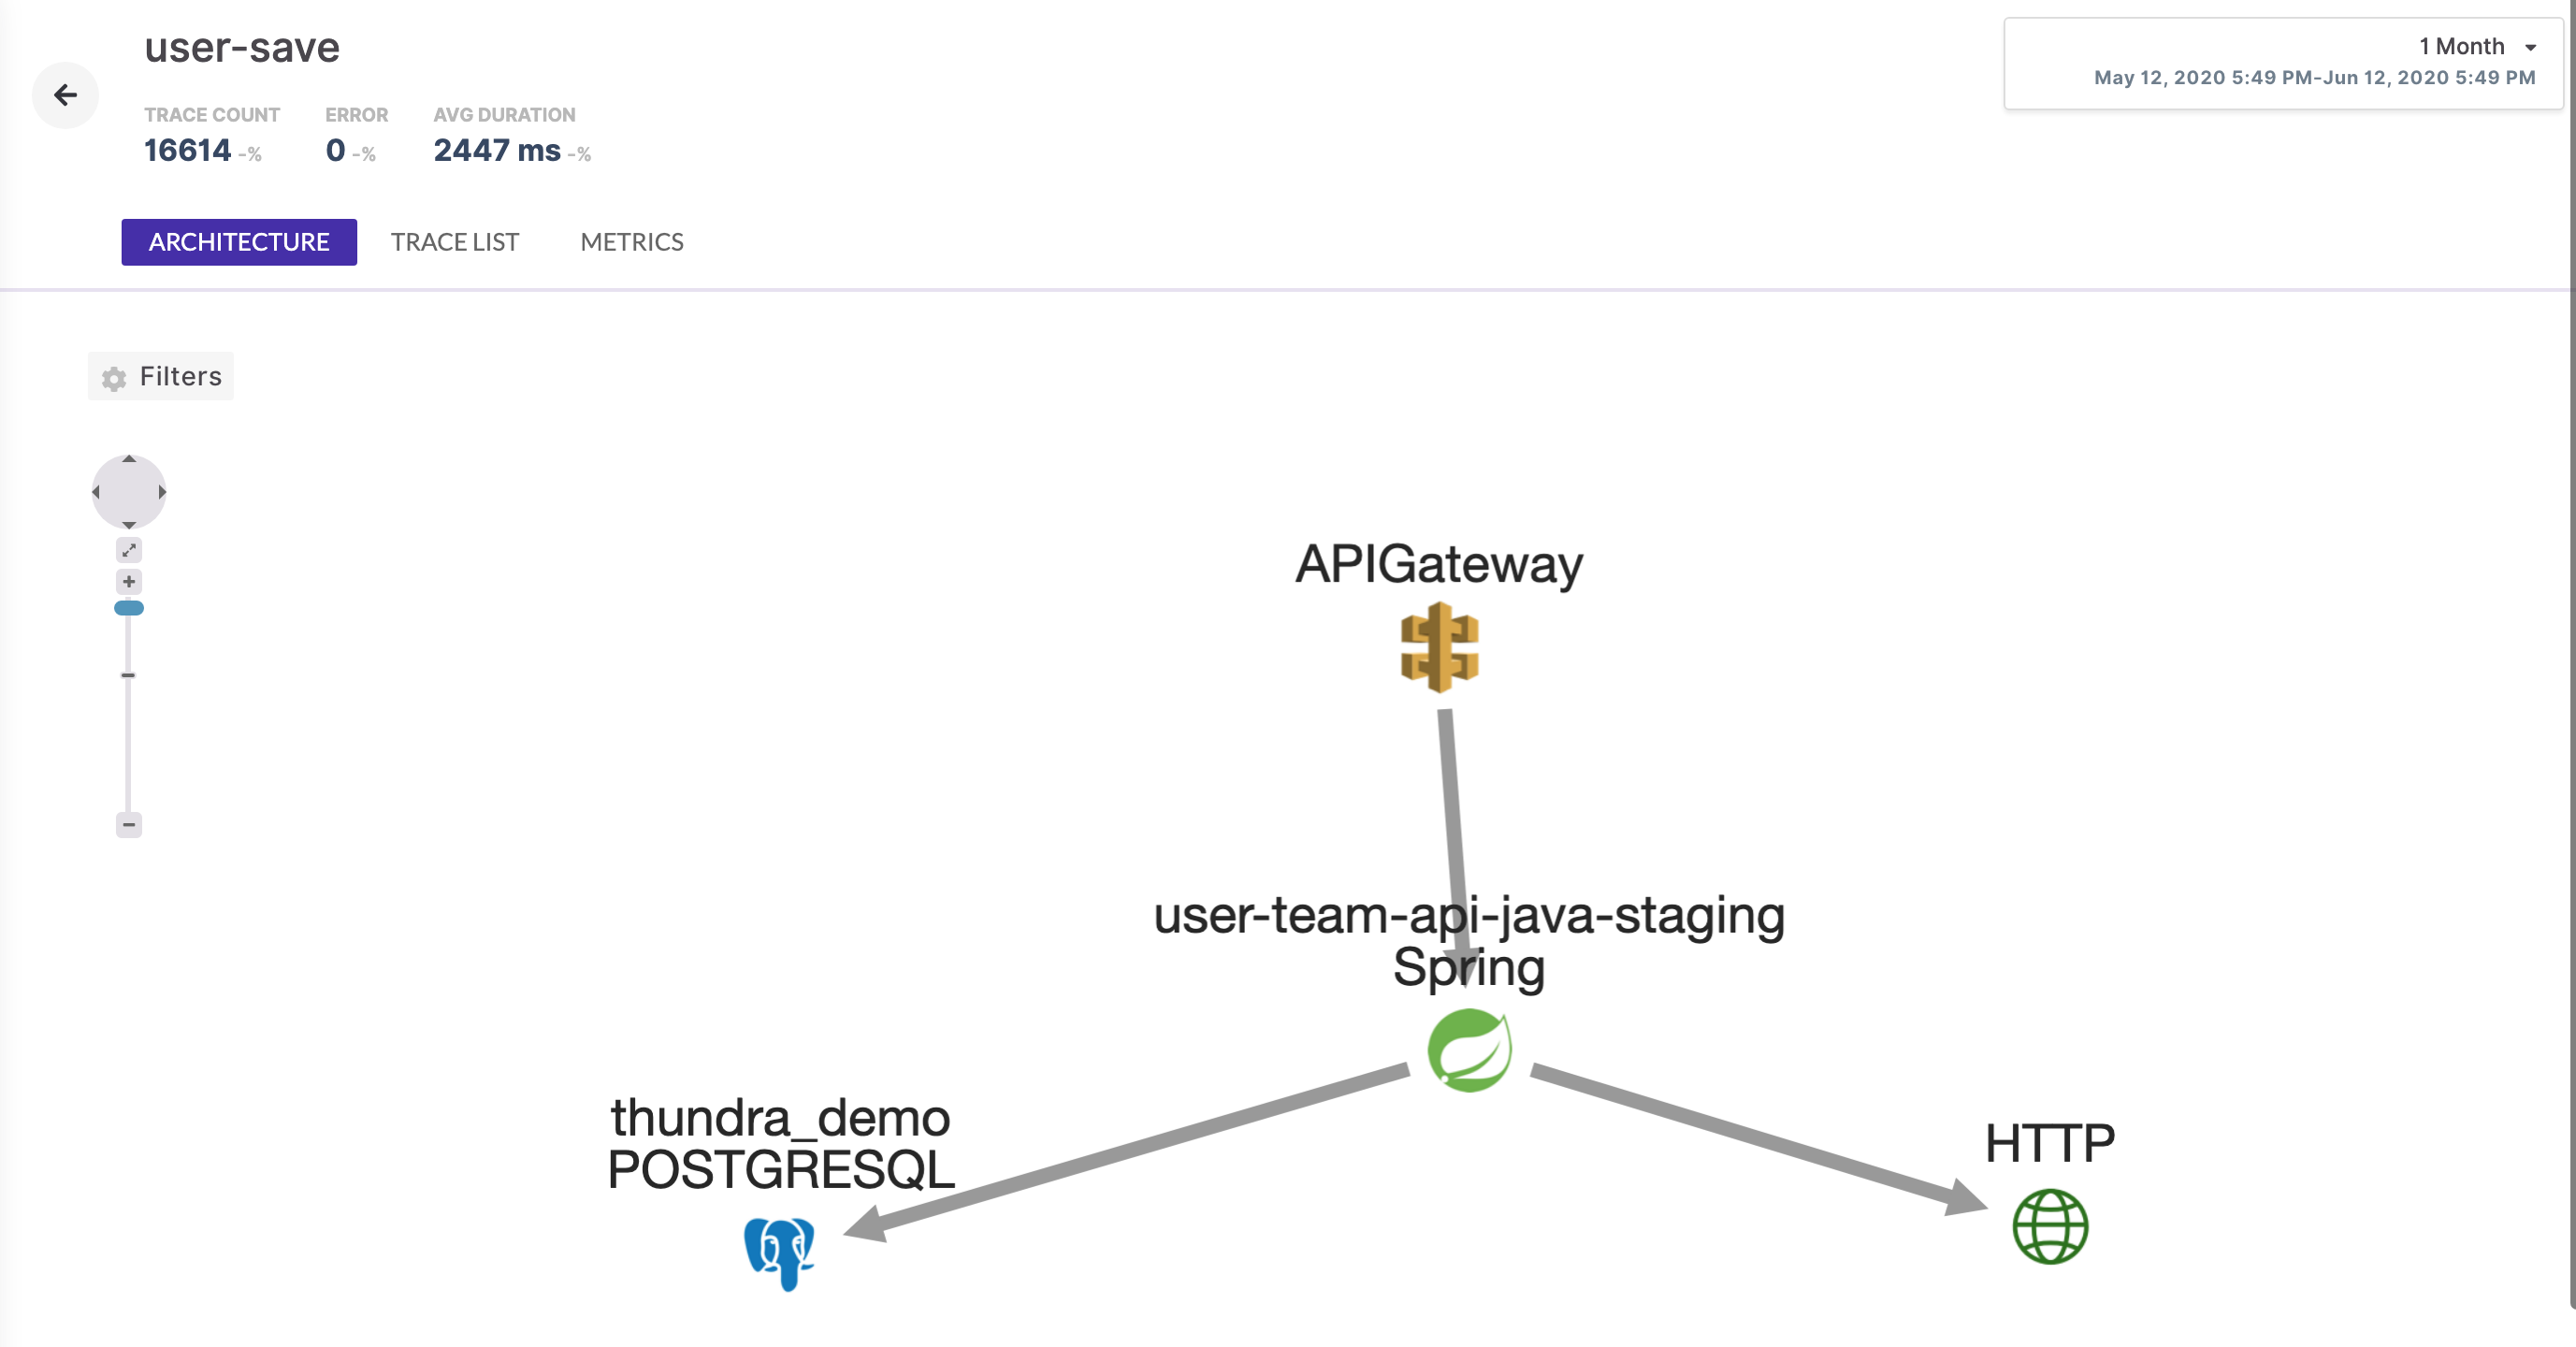 user-save
1 Month
May 12, 2020 5:49 PM-Jun 12, 2020 5:49 PM
TRACE COUNT ERROR AVG DURATION
16614 -% 0 -% 2447 ms -%
ARCHITECTURE TRACE LIST METRICS
Filters
APIGateway
user-team-api-java-staging
Spring
thundra_demo
POSTGRESQL
HTTP